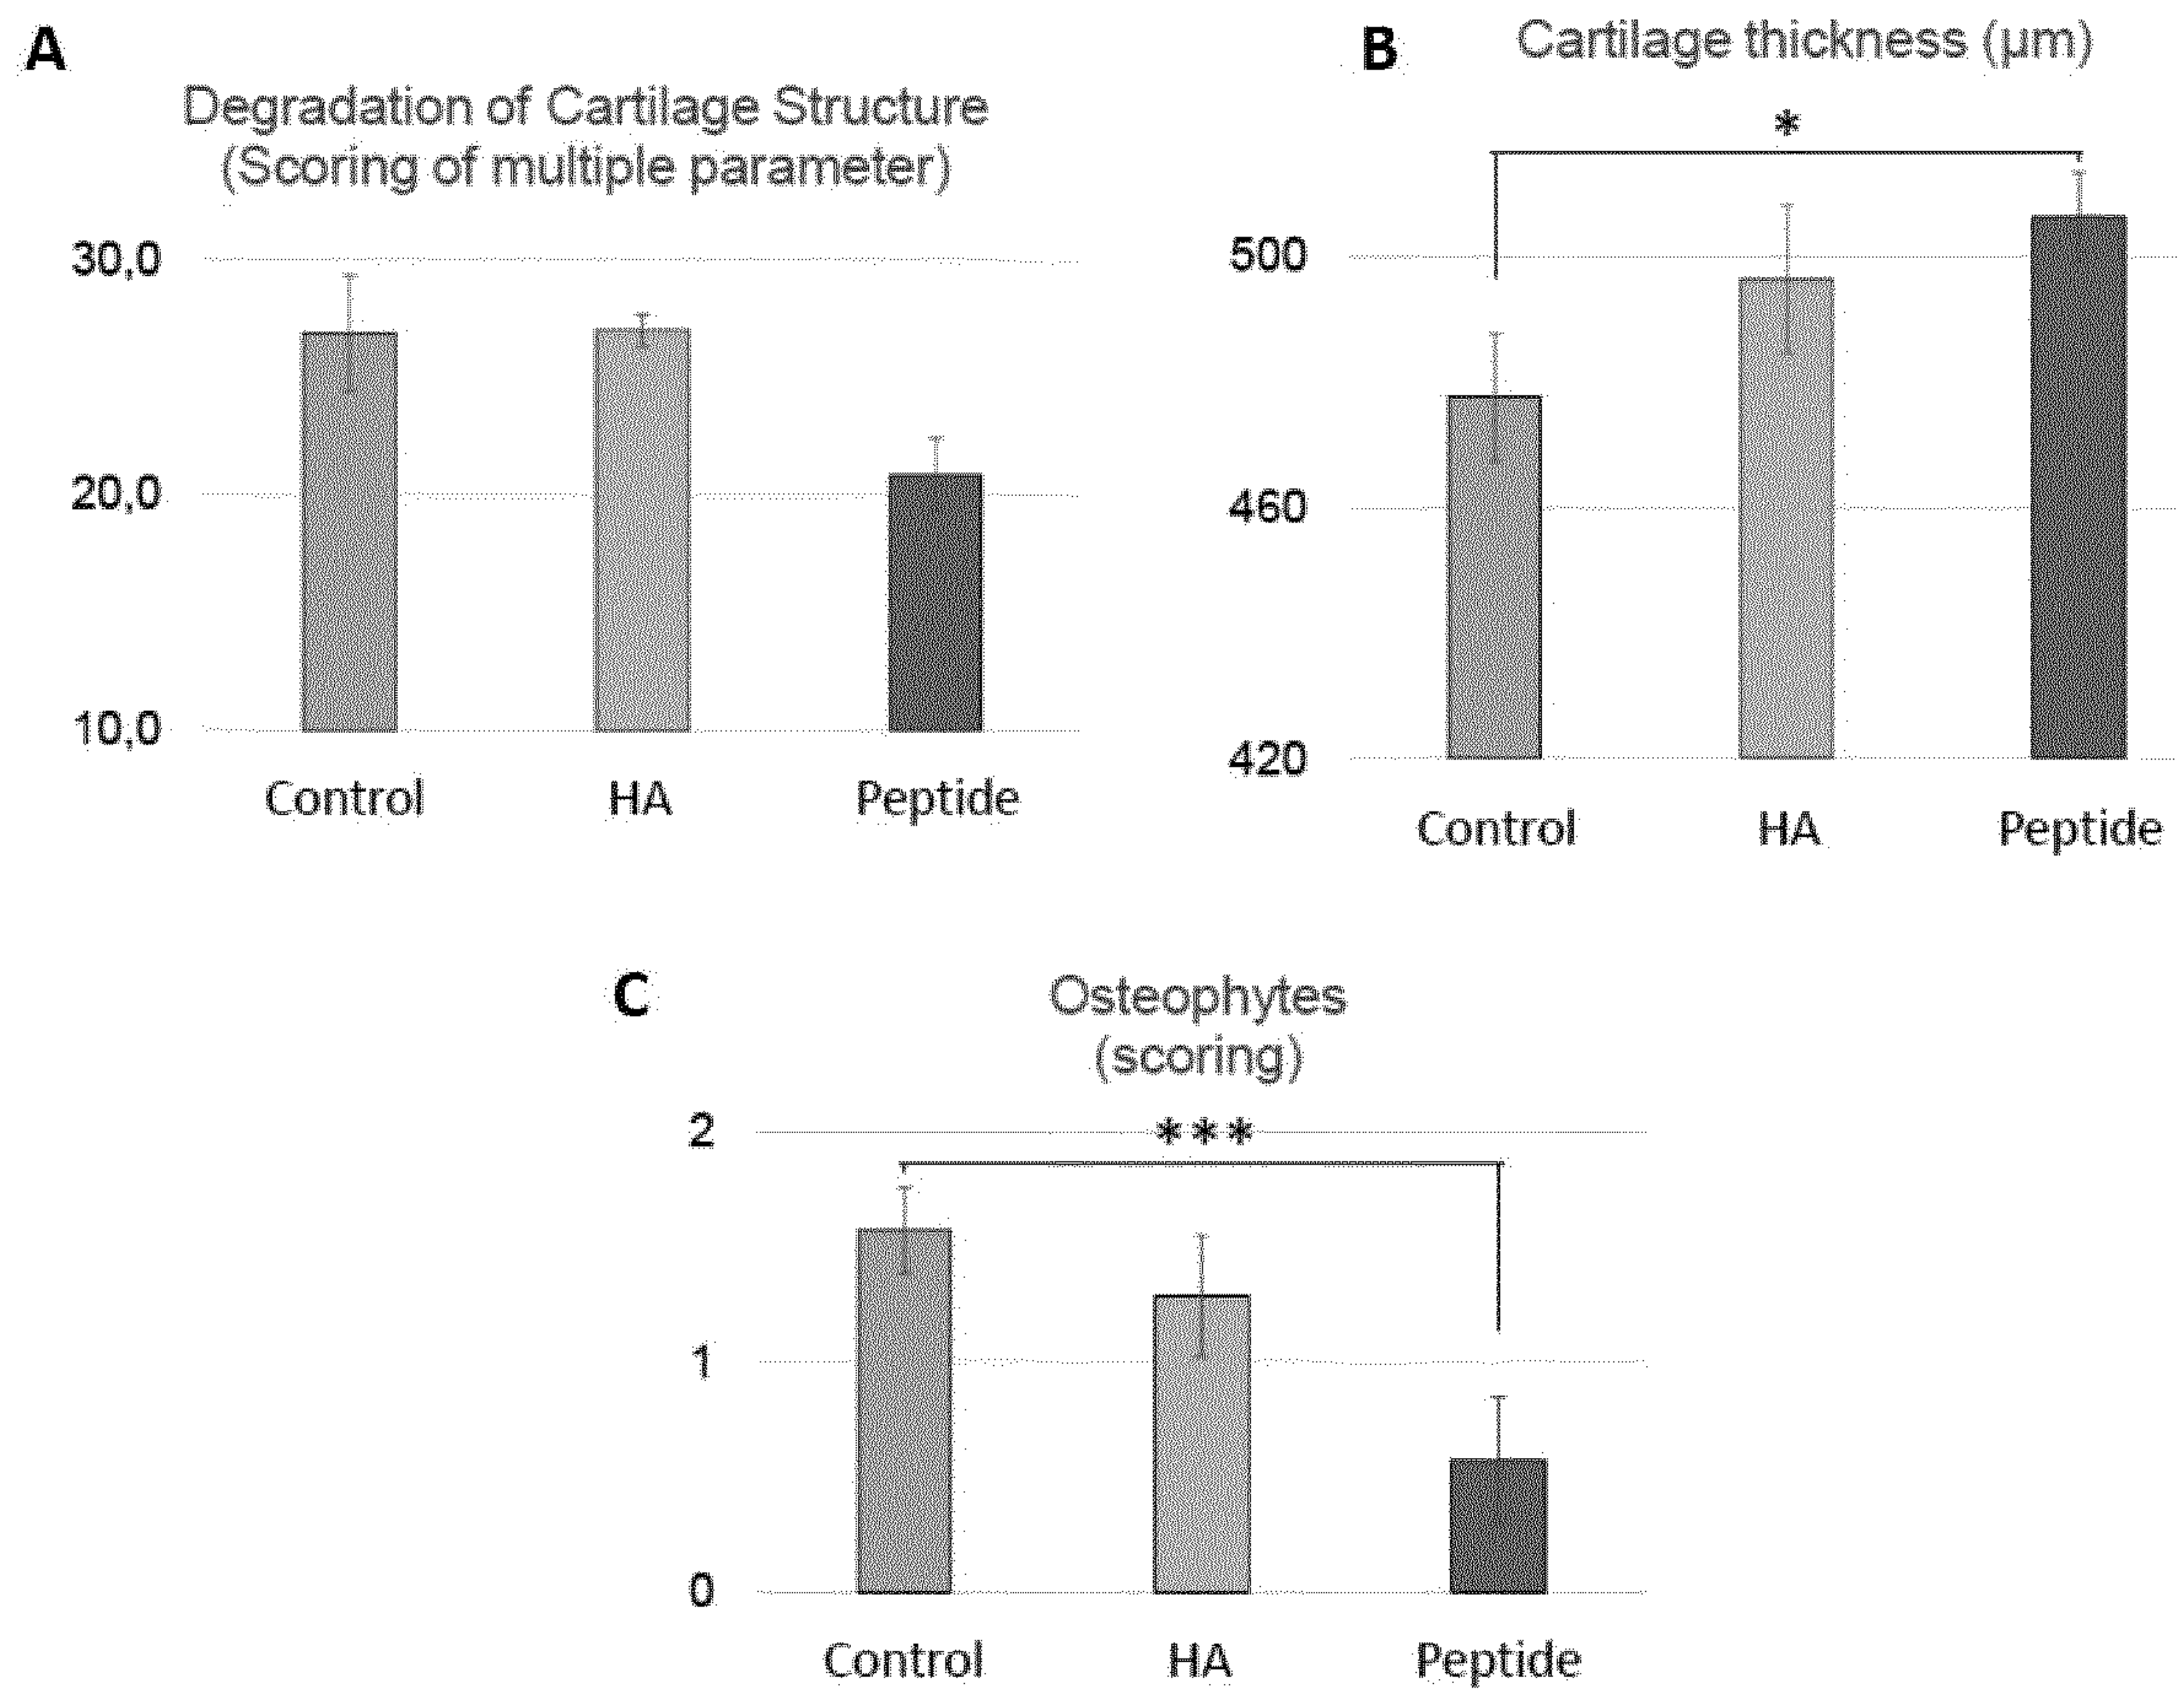 A
Degradation of Cartilage Structure
(Scoring of multiple parameter)
30,0
20,0
10,0
Control HA Peptide
B
Cartilage thickness (µm)
*
500
460
420
Control HA Peptide
C
Osteophytes
(scoring)
2
***
1
0
Control HA Peptide